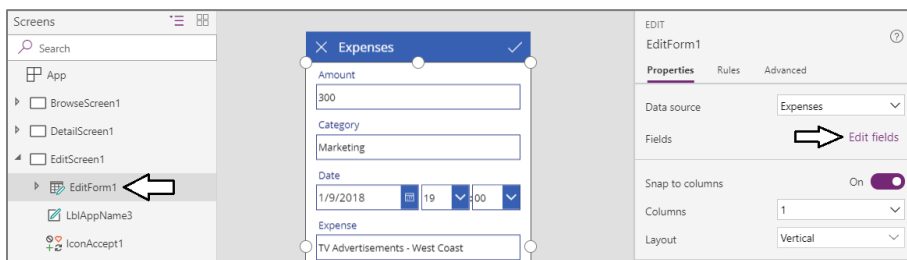 Screens
Search
App
BrowseScreen1
DetailScreen1
EditScreen1
EditForm1
LblAppName3
IconAccept1
Expenses
Amount
300
Category
Marketing
Date
1/9/2018 19 : 00
Expense
TV Advertisements - West Coast
EDIT
EditForm1
?
Properties Rules Advanced
Data source Expenses
Fields Edit fields
Snap to columns On
Columns 1
Layout Vertical